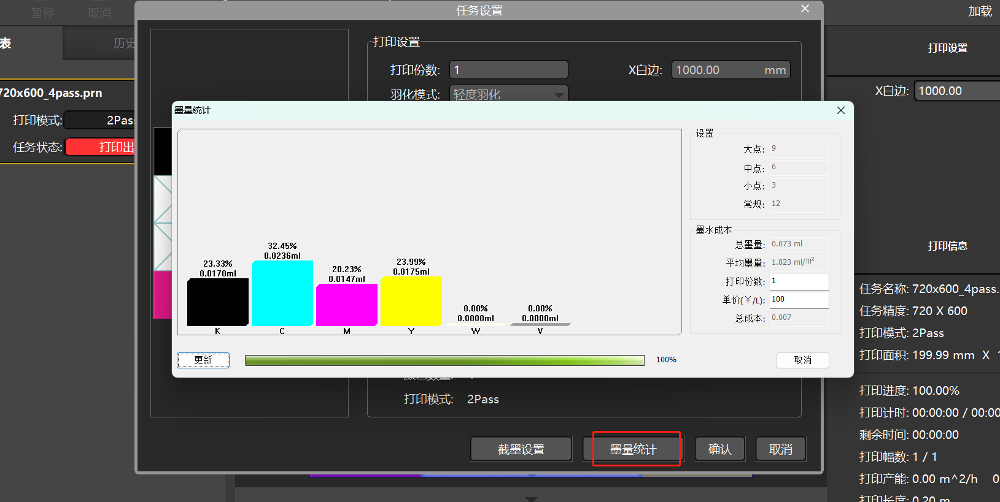 暂停
取消
任务设置
加载
表
历史
打印设置
打印份数:
1
X白边:
1000.00
mm
羽化模式:
轻度羽化
打印设置
X白边:
1000.00
720x600_4pass.prn
打印模式:
2Pass
任务状态:
打印出
墨量统计
23.33%
0.0170ml
32.45%
0.0236ml
20.23%
0.0147ml
23.99%
0.0175ml
0.00%
0.0000ml
0.00%
0.0000ml
K
C
M
Y
W
V
设置
大点:
9
中点:
6
小点:
3
常规:
12
墨水成本
总墨量:
0.073 ml
平均墨量:
1.823 ml/m²
打印份数:
1
单价(¥/L):
100
总成本:
0.007
更新
100%
取消
打印模式:
2Pass
截墨设置
墨量统计
确认
取消
打印信息
任务名称: 720x600_4pass.
任务精度: 720 X 600
打印模式: 2Pass
打印面积: 199.99 mm X
打印进度: 100.00%
打印计时: 00:00:00 / 00:00
剩余时间: 00:00:00
打印幅数: 1 / 1
打印产能: 0.00 m^2/h 0
打印长度: 0.20 m